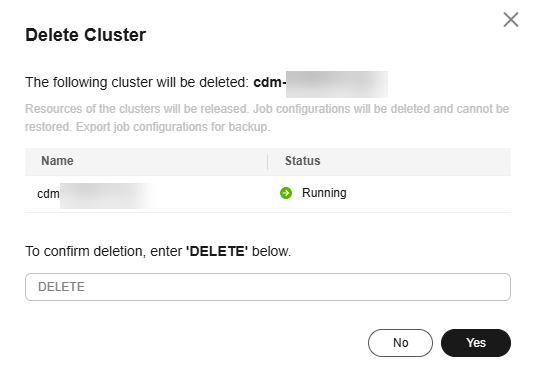 Delete Cluster
The following cluster will be deleted: cdm-
Resources of the clusters will be released. Job configurations will be deleted and cannot be
restored. Export job configurations for backup.
Name Status
cdm Running
To confirm deletion, enter 'DELETE' below.
DELETE
No Yes